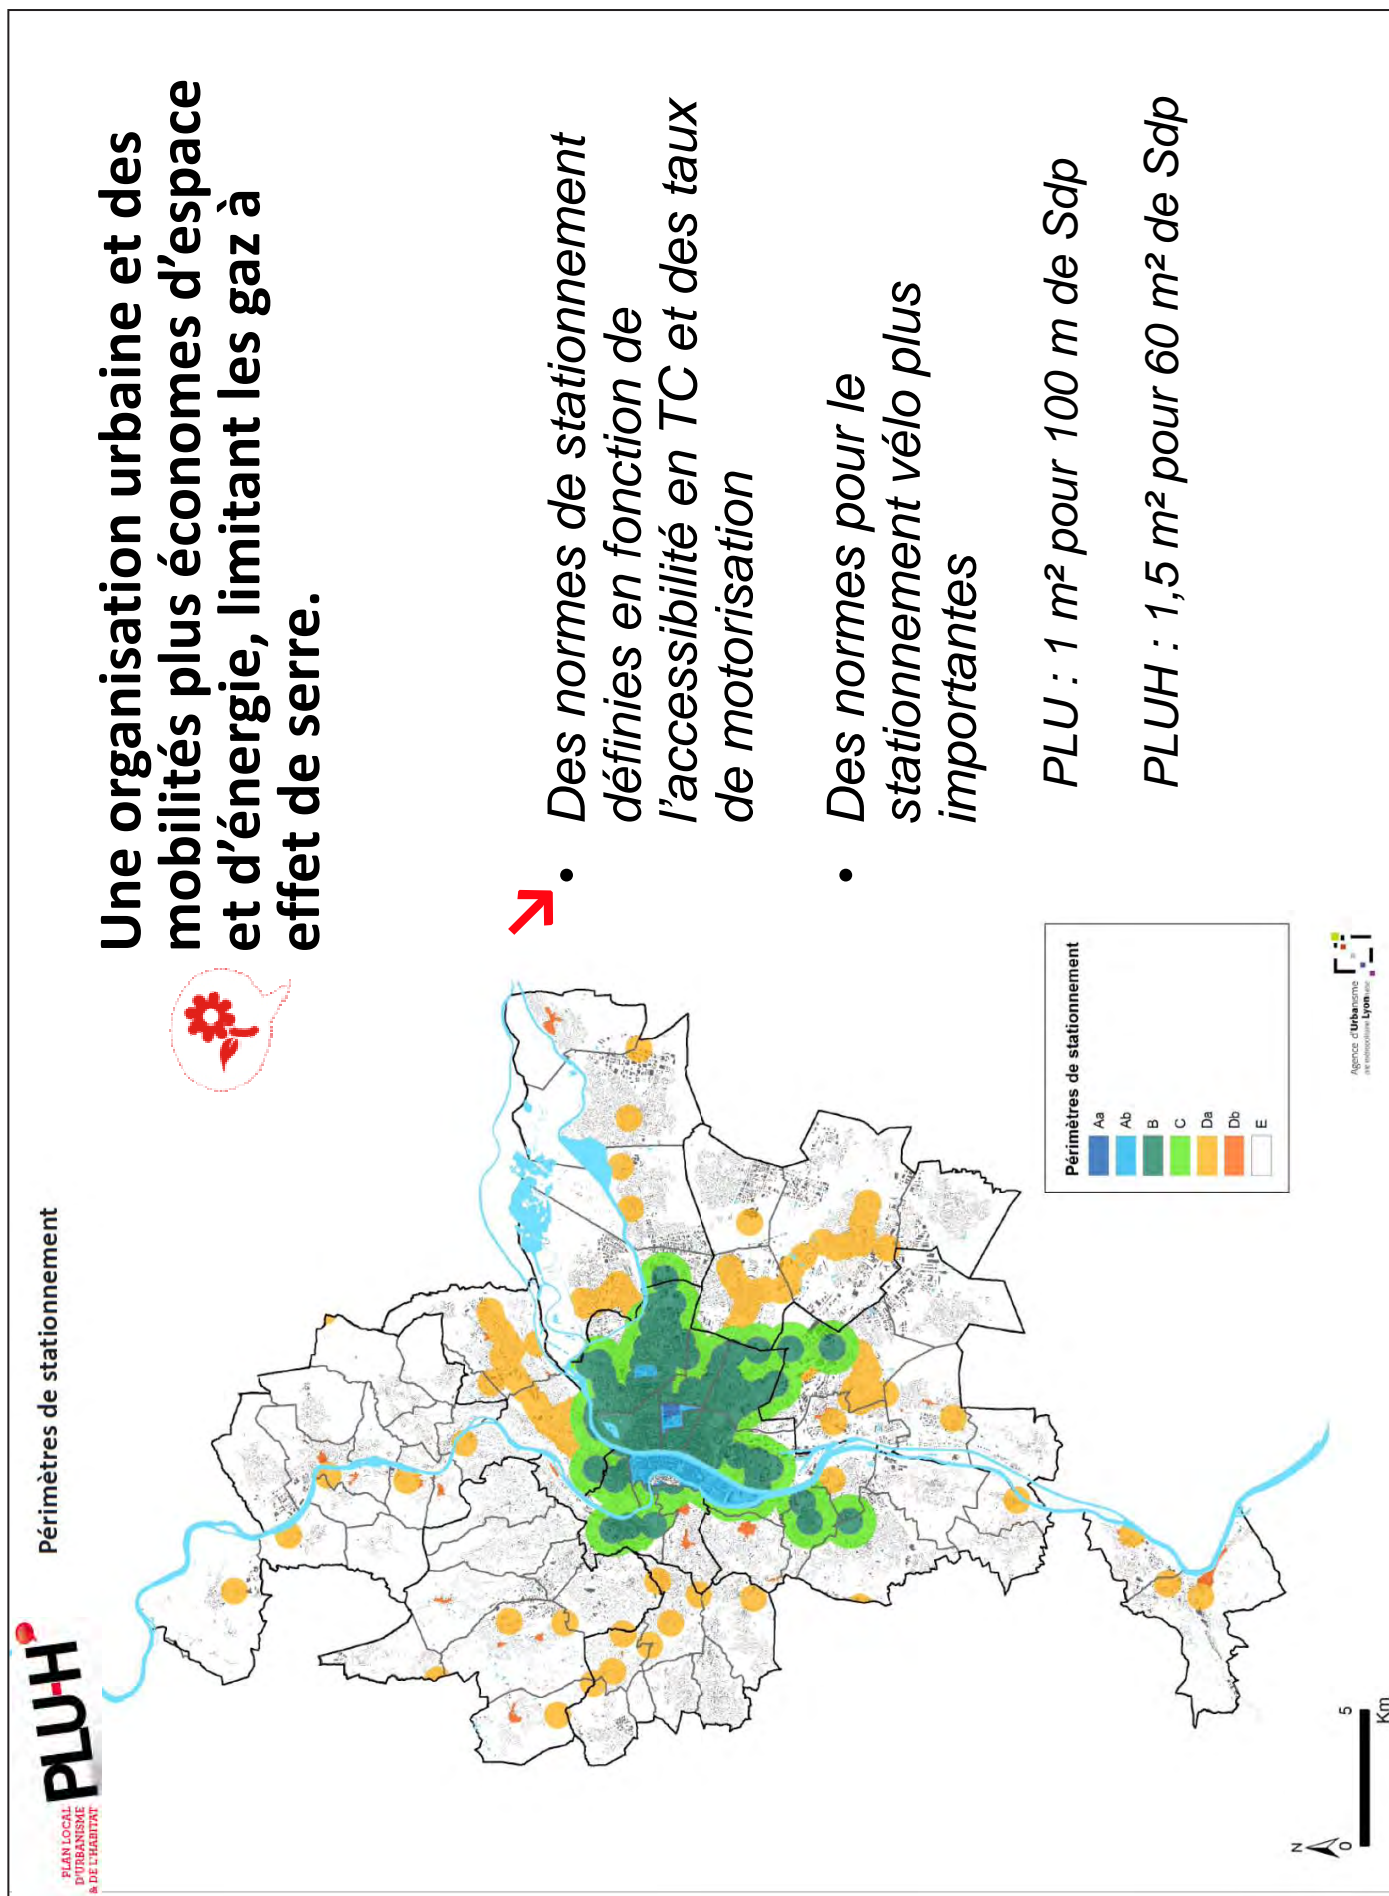 PLU-H
PLAN LOCAL
D'URBANISME
& DE L'HABITAT
Périmètres de stationnement
Une organisation urbaine et des
mobilités plus économes d'espace
et d'énergie, limitant les gaz à
effet de serre.
• Des normes de stationnement
définies en fonction de
l'accessibilité en TC et des taux
de motorisation
• Des normes pour le
stationnement vélo plus
importantes
PLU : 1 m² pour 100 m de Sdp
PLUH : 1,5 m² pour 60 m² de Sdp
Périmètres de stationnement
Aa
Ab
B
C
Da
Db
E
N
0 5
Km
Agence d'Urbanisme
aire métropolitaine Lyonnaise